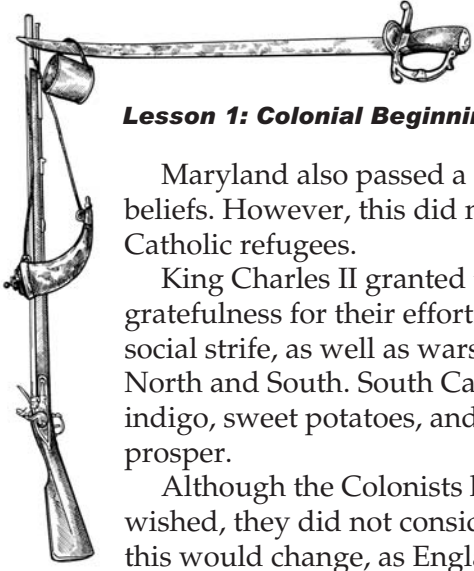 Lesson 1: Colonial Beginnin
Maryland also passed a
beliefs. However, this did
Catholic refugees.
King Charles II granted
gratefulness for their effort
social strife, as well as wars
North and South. South Ca
indigo, sweet potatoes, and
prosper.
Although the Colonists
wished, they did not consid
this would change, as Engla